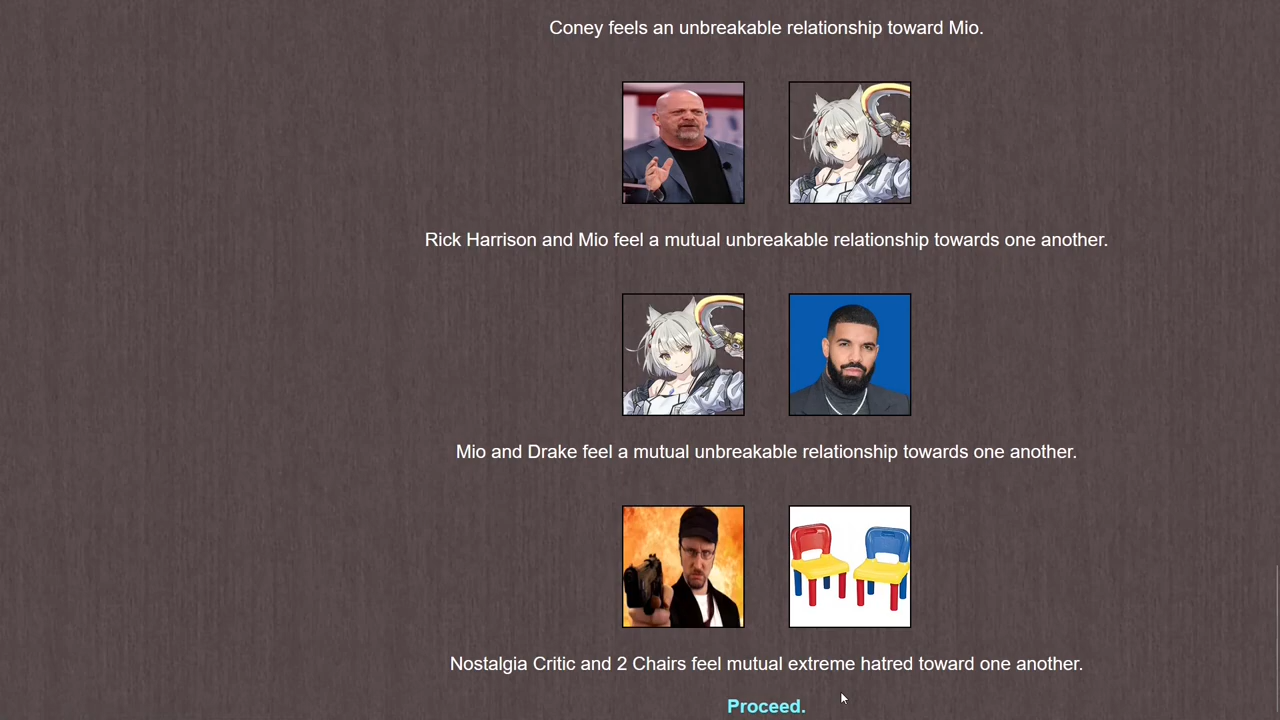 Coney feels an unbreakable relationship toward Mio.
Rick Harrison and Mio feel a mutual unbreakable relationship towards one another.
Mio and Drake feel a mutual unbreakable relationship towards one another.
Nostalgia Critic and 2 Chairs feel mutual extreme hatred toward one another.
Proceed.